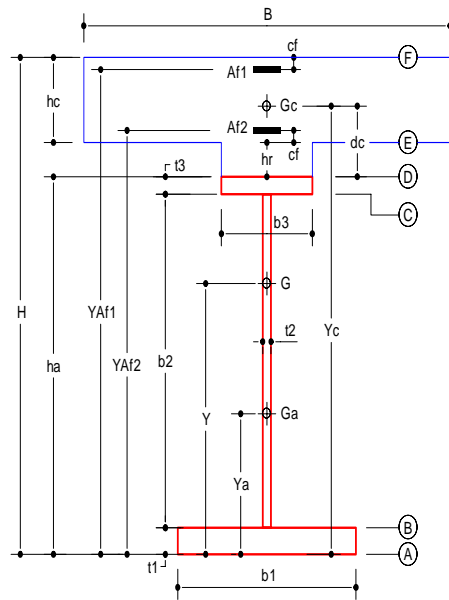 B
cf
F
Af1
hc
Gc
Af2
E
hr
cf
dc
t3
D
C
b3
H
YAf1
G
YAf2
b2
t2
Yc
ha
Y
Ga
Ya
B
A
t1
b1